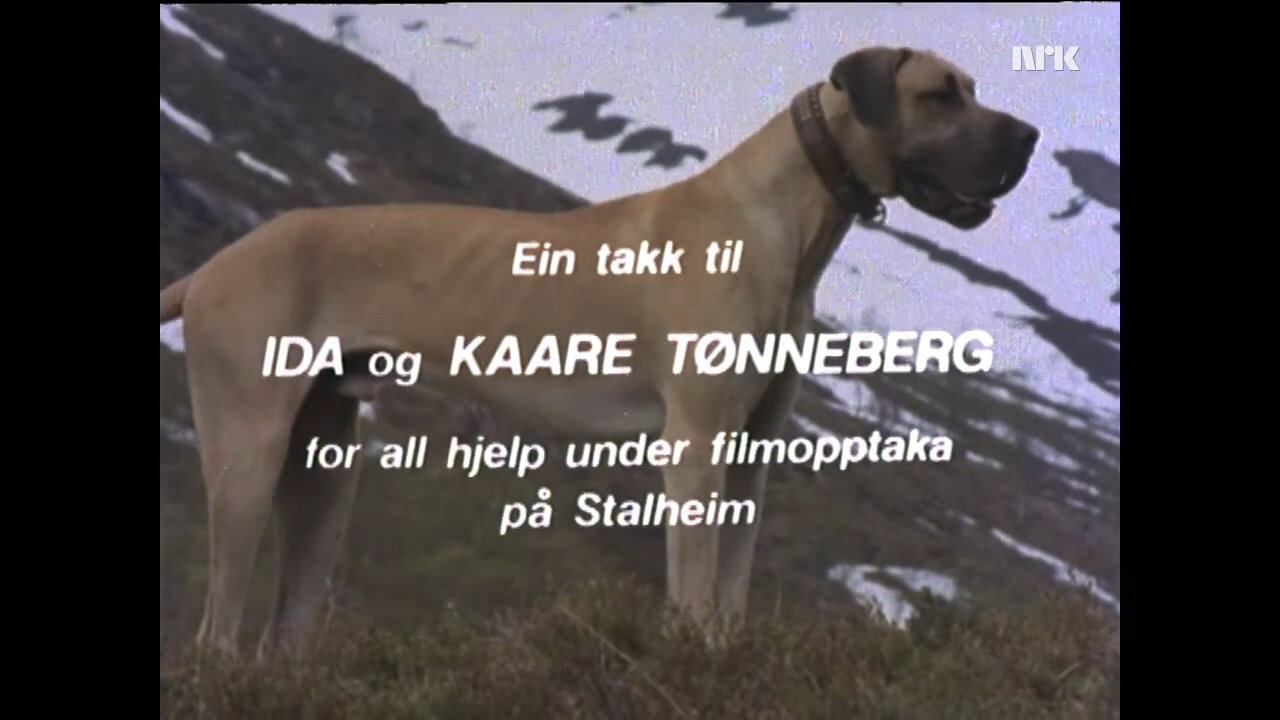 NRK
Ein takk til
IDA og KAARE TØNNEBERG
for all hjelp under filmopptaka
på Stalheim